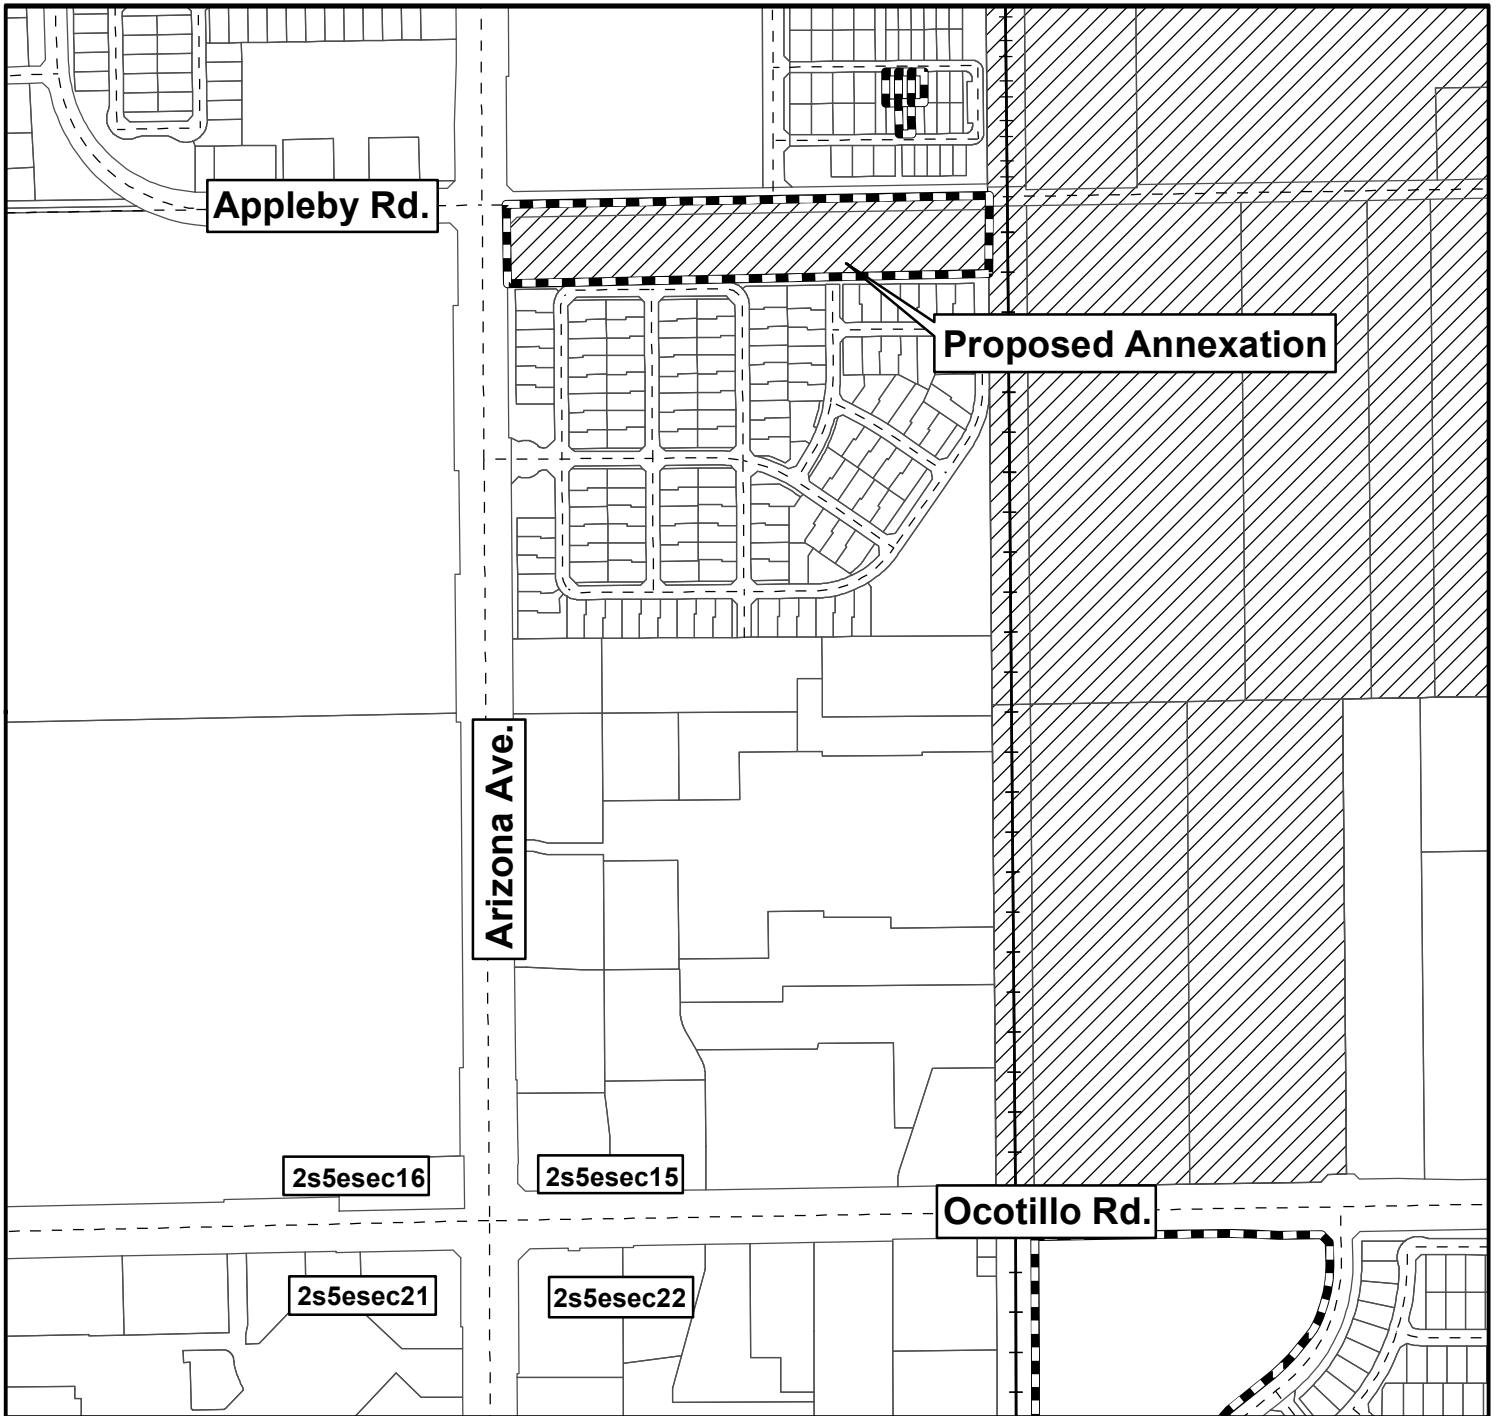 Appleby Rd.
Proposed Annexation
Arizona Ave.
2s5esec16
2s5esec15
Ocotillo Rd.
2s5esec21
2s5esec22